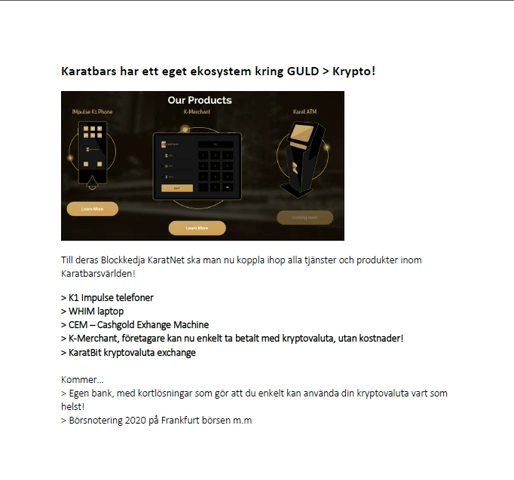 Karatbars har ett eget ekosystem kring GULD > Krypto!
Our Products
IMpulse K1 Phone
K-Merchant
Karat ATM
Learn More
Learn More
Till deras Blockkedja KaratNet ska man nu koppla ihop alla tjänster och produkter inom
Karatbarsvärlden!
> K1 Impulse telefoner
> WHIM laptop
> CEM – Cashgold Exhange Machine
> K-Merchant, företagare kan nu enkelt ta betalt med kryptovaluta, utan kostnader!
> KaratBit kryptovaluta exchange
Kommer...
> Egen bank, med kortlösningar som gör att du enkelt kan använda din kryptovaluta vart som
helst!
> Börsnotering 2020 på Frankfurt börsen m.m